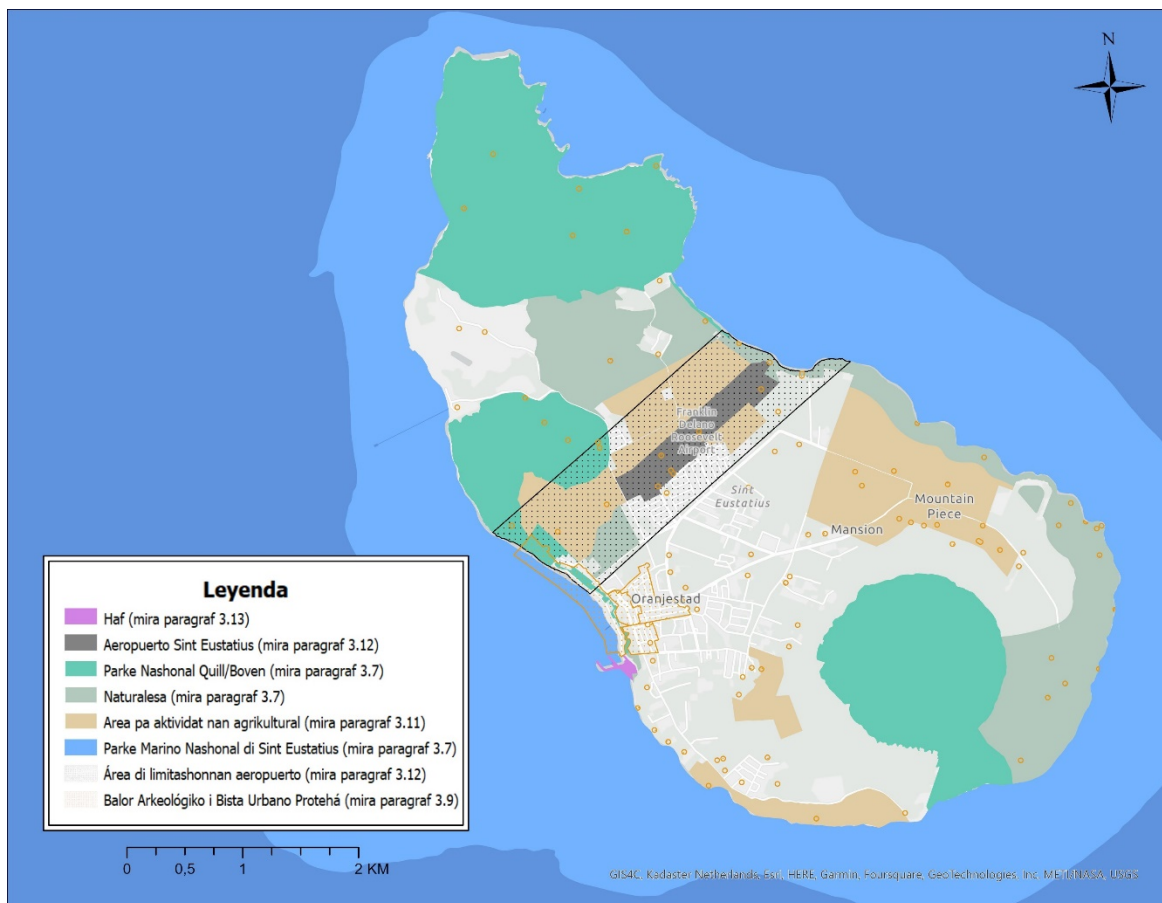 N
Franklin
Delano
Roosevelt
Airport
Sint
Eustatius
Mountain
Piece
Mansion
Oranjestad
Leyenda
Haf (mira paragraf 3.13)
Aeropuerto Sint Eustatius (mira paragraf 3.12)
Parke Nashonal Quill/Boven (mira paragraf 3.7)
Naturalesa (mira paragraf 3.7)
Area pa aktividat nan agrikultural (mira paragraf 3.11)
Parke Marino Nashonal di Sint Eustatius (mira paragraf 3.7)
Área di limitashonnan aeropuerto (mira paragraf 3.12)
Balor Arkeológiko i Bista Urbano Protehá (mira paragraf 3.9)
0 0,5 1 2 KM
GIS4C, Kadaster Netherlands, Esri, HERE, Garmin, Foursquare, GeoTechnologies, Inc, METI/NASA, USGS